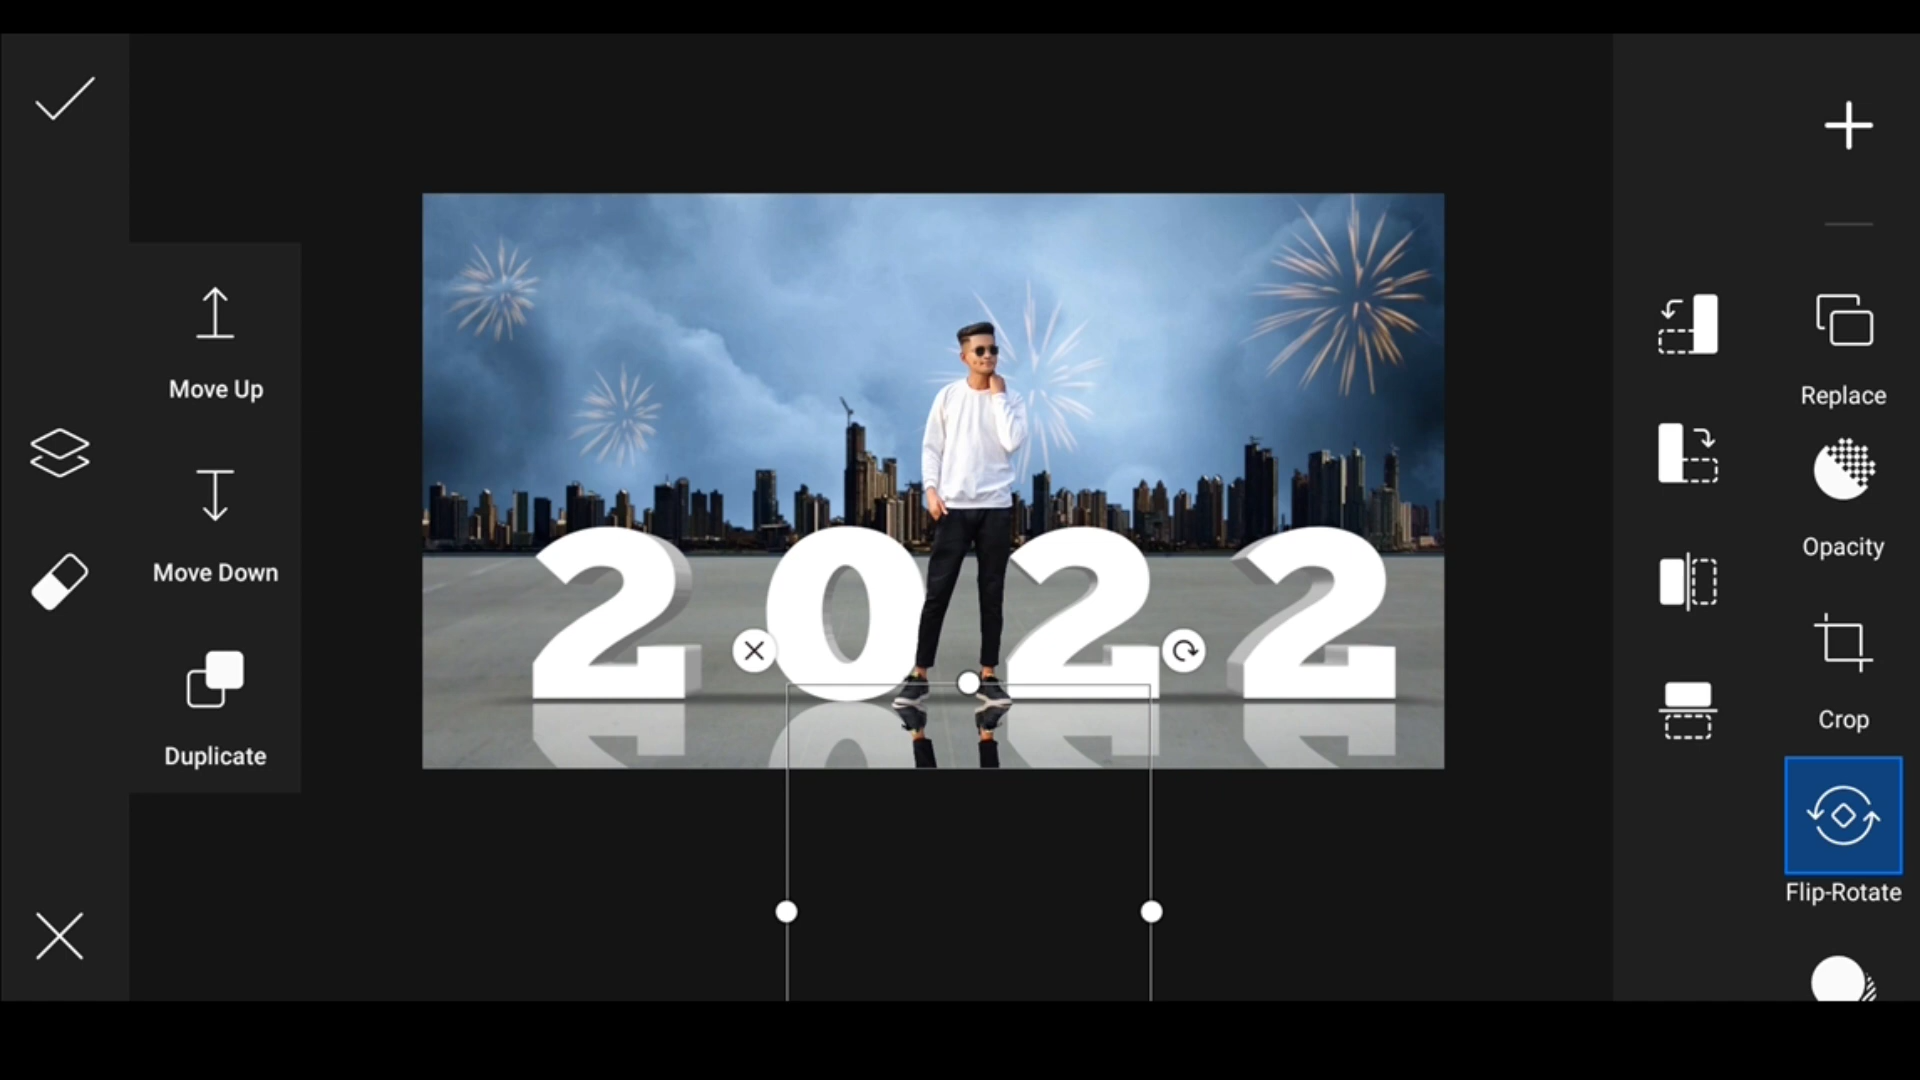 Move Up
Move Down
Duplicate
2022
Replace
Opacity
Crop
Flip-Rotate